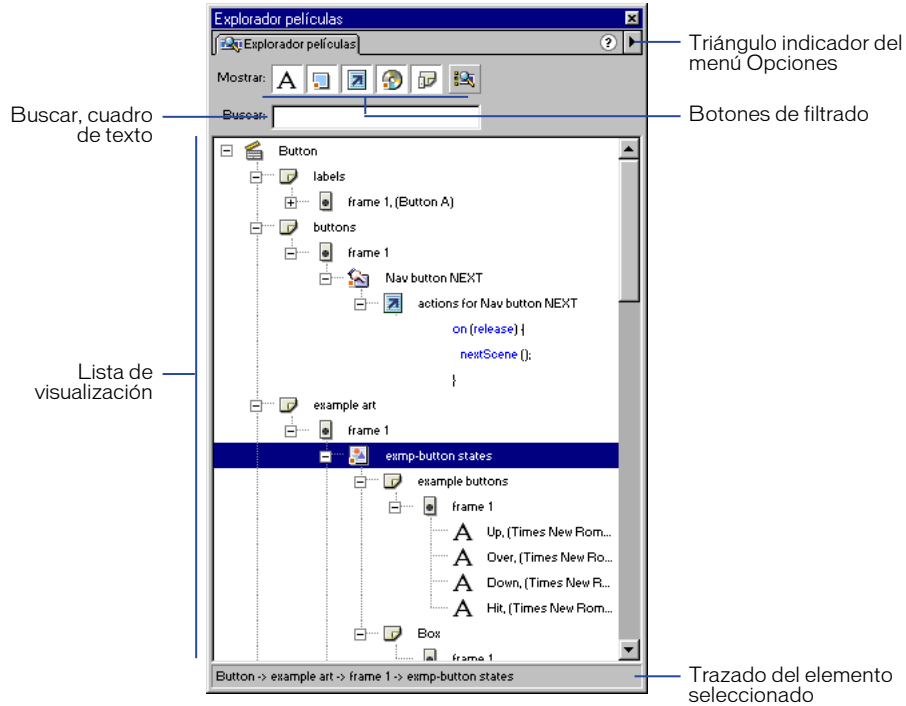 Explorador películas
Explorador películas
?
Triángulo indicador del
menú Opciones
Mostrar:
A
Botones de filtrado
Buscar, cuadro
de texto
Buscar:
Button
labels
frame 1, (Button A)
buttons
frame 1
Nav button NEXT
actions for Nav button NEXT
on (release) {
nextScene ();
}
Lista de
visualización
example art
frame 1
exmp-button states
example buttons
frame 1
A Up, (Times New Rom...
A Over, (Times New Ro...
A Down, (Times New R...
A Hit, (Times New Rom...
Box
frame 1
Button -> example art -> frame 1 -> exmp-button states
Trazado del elemento
seleccionado